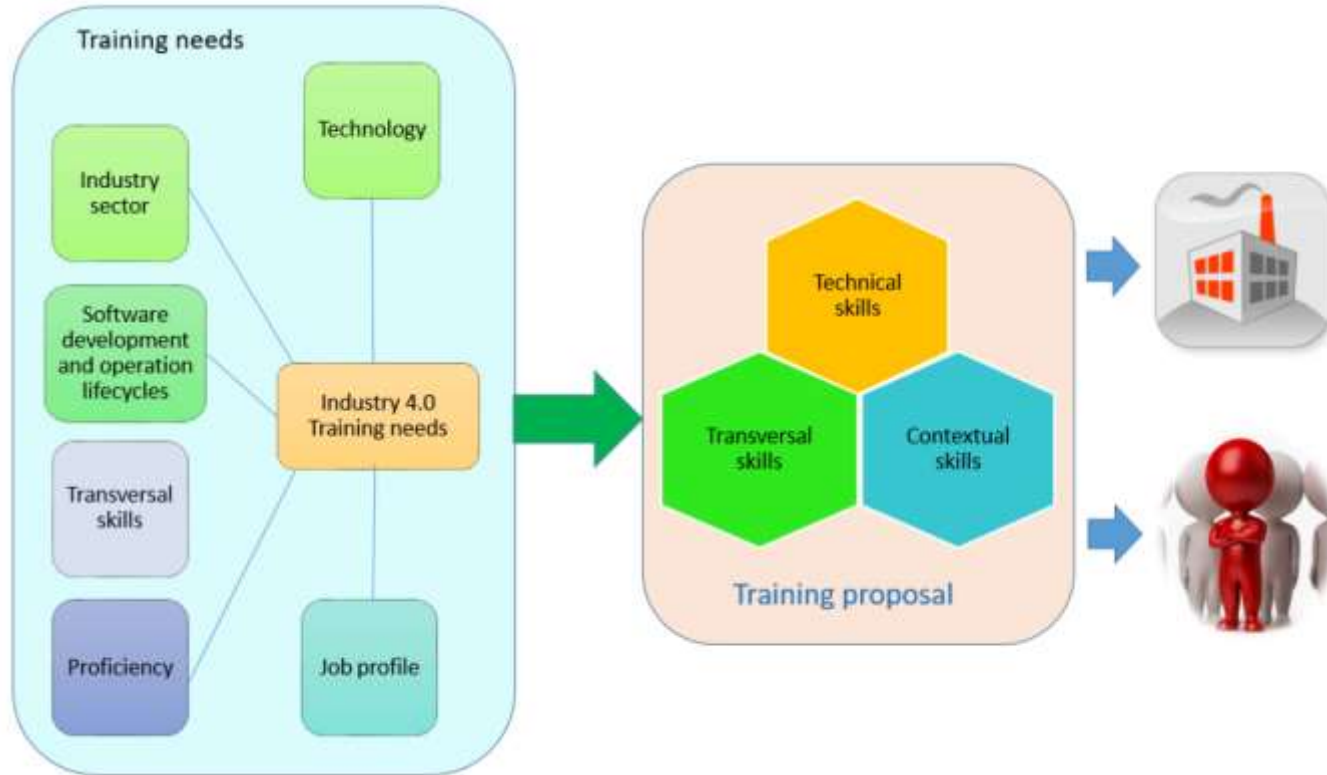 Training needs
Technology
Industry
sector
Software
development
and operation
lifecycles
Industry 4.0
Training needs
Transversal
skills
Proficiency
Job profile
Technical
skills
Transversal
skills
Contextual
skills
Training proposal